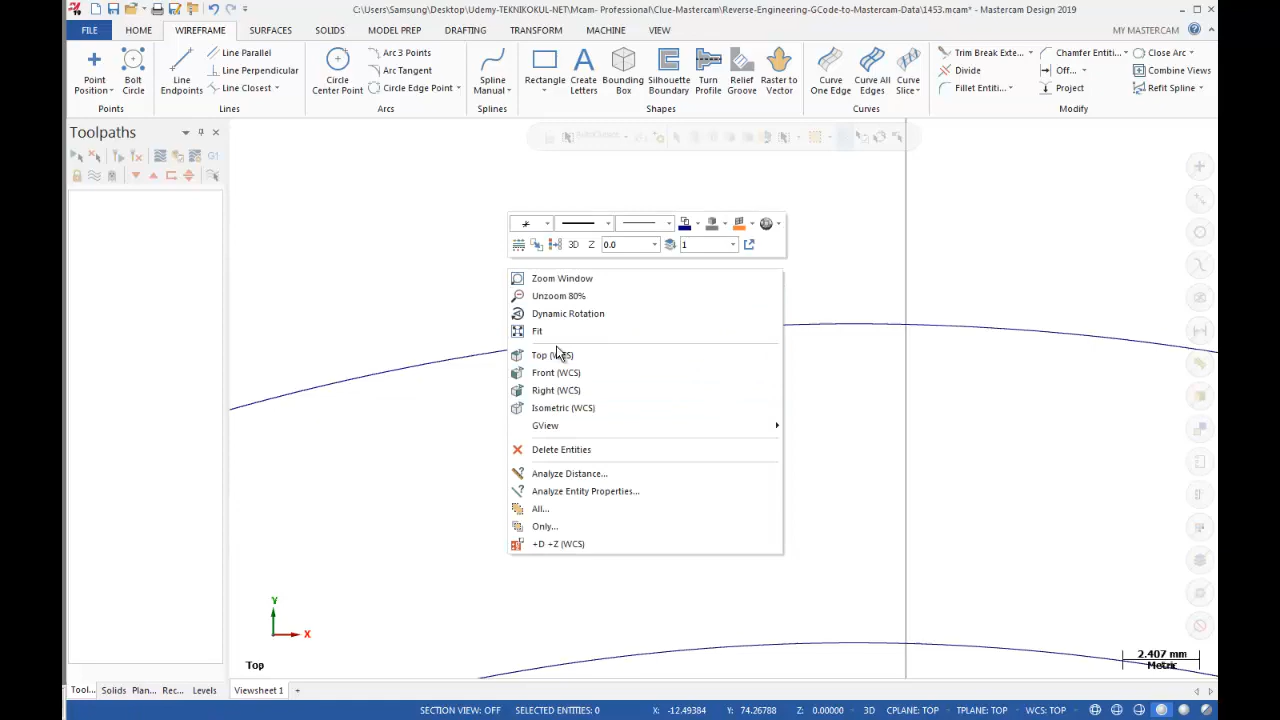 C:\Users\Samsung\Desktop\Udemy-TEKNIKOKUL-NET\Mcam- Professional\Clue-Mastercam\Reverse-Engineering-GCode-to-Mastercam-Data\1453.mcam* - Mastercam Design 2019
FILE HOME WIREFRAME SURFACES SOLIDS MODEL PREP DRAFTING TRANSFORM MACHINE VIEW MY MASTERCAM
Point Position
Bolt Circle
Points
Line Endpoints
Line Parallel
Line Perpendicular
Line Closest
Lines
Circle Center Point
Arc 3 Points
Arc Tangent
Circle Edge Point
Arcs
Spline Manual
Splines
Rectangle
Create Letters
Bounding Box
Silhouette Boundary
Turn Profile
Relief Groove
Raster to Vector
Shapes
Curve One Edge
Curve All Edges
Curve Slice
Curves
Trim Break Exte...
Divide
Fillet Entiti...
Chamfer Entiti...
Off...
Project
Close Arc
Combine Views
Refit Spline
Modify
Toolpaths
G1
3D Z 0.0 1
Zoom Window
Unzoom 80%
Dynamic Rotation
Fit
Top (WCS)
Front (WCS)
Right (WCS)
Isometric (WCS)
GView
Delete Entities
Analyze Distance...
Analyze Entity Properties...
All...
Only...
+D +Z (WCS)
Y
X
Top
2.407 mm
Metric
Tool... Solids Plan... Rec... Levels
Viewsheet 1 +
SECTION VIEW: OFF SELECTED ENTITIES: 0 X: -12.49384 Y: 74.26788 Z: 0.00000 3D CPLANE: TOP TPLANE: TOP WCS: TOP